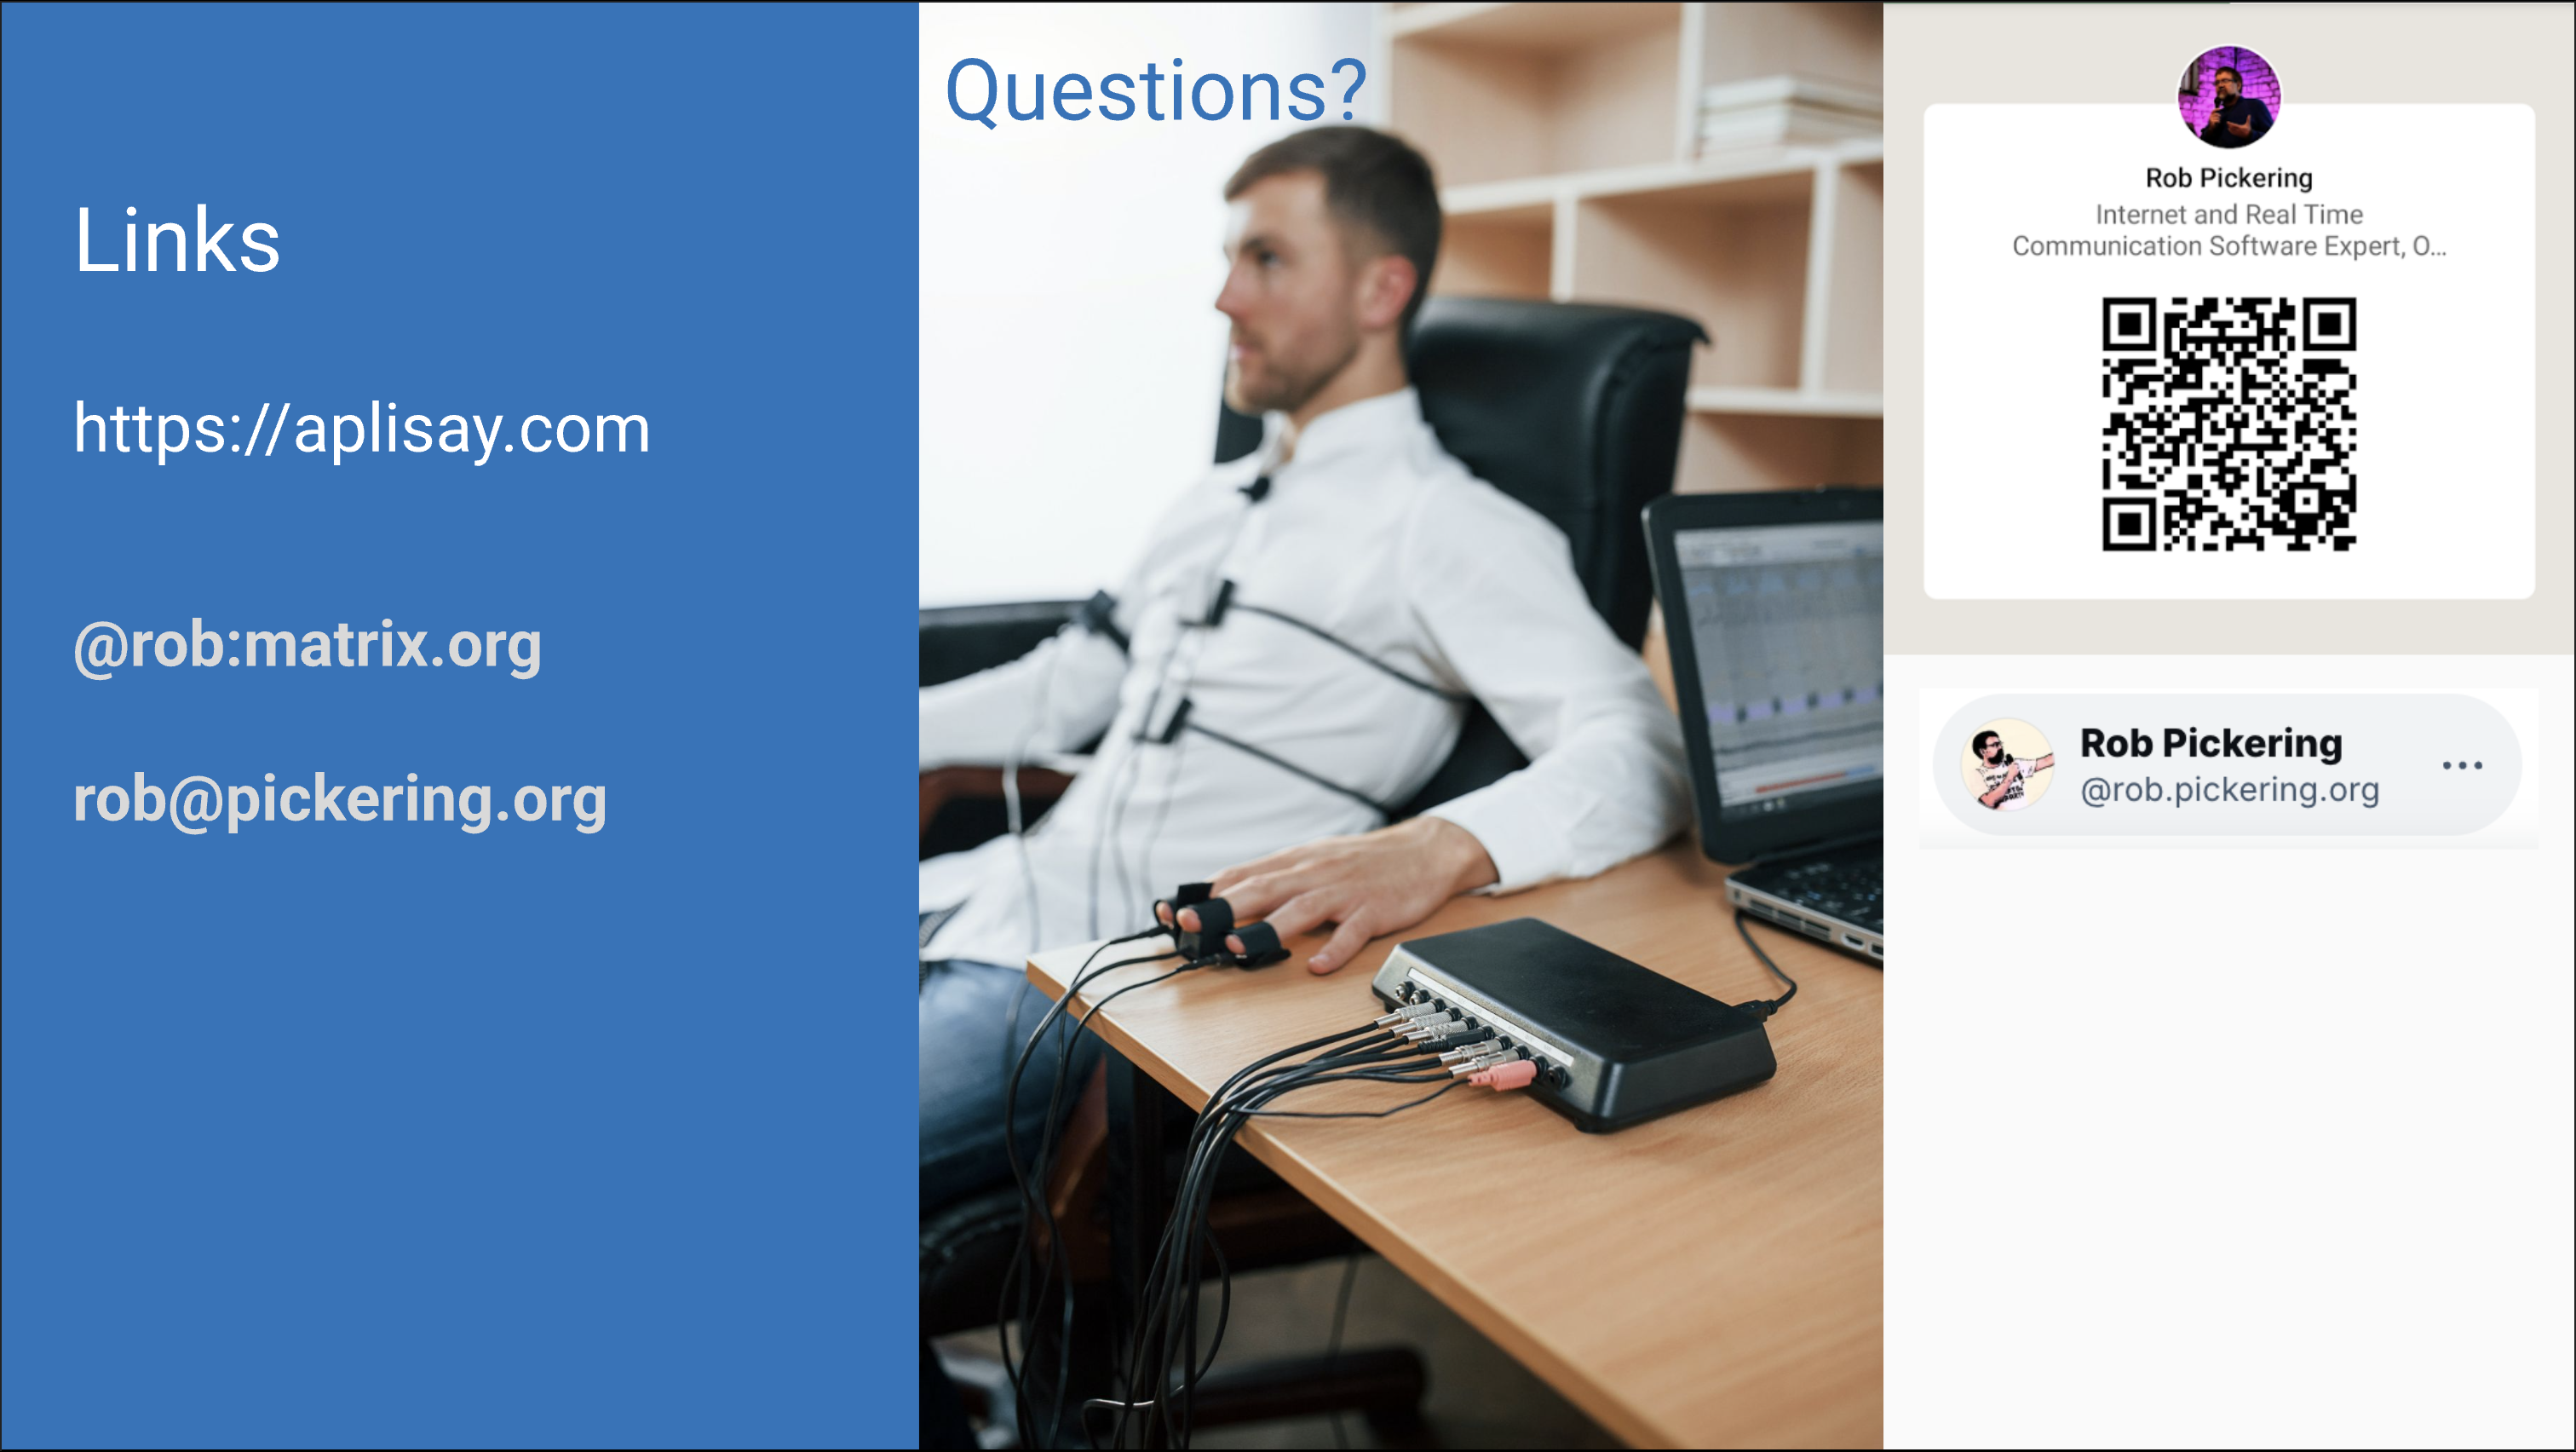 Links
https://aplisay.com
@rob:matrix.org
rob@pickering.org
Questions?
Rob Pickering
Internet and Real Time
Communication Software Expert, O...
Rob Pickering
@rob.pickering.org